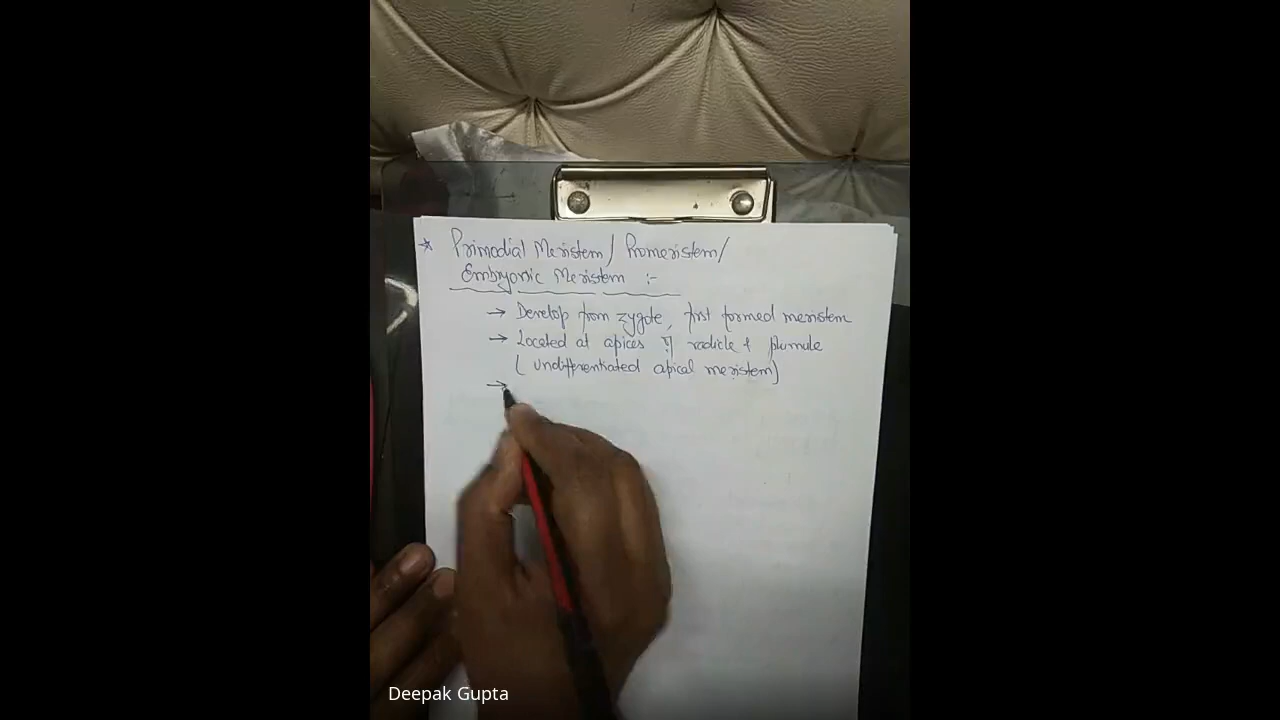 * Primodial Meristem / Promeristem /
Embryonic Meristem :-
→ Develop from zygote, first formed meristem
→ Located at apices of radicle & plumule
( undifferentiated apical meristem)
→
Deepak Gupta